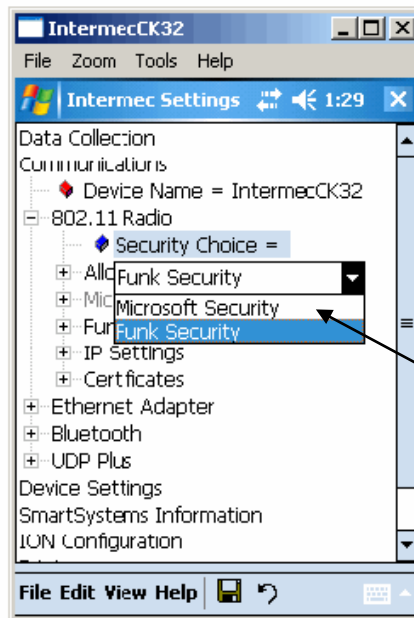 IntermecCK32
File Zoom Tools Help
Intermec Settings 1:29
Data Collection
Communications
Device Name = IntermecCK32
802.11 Radio
Security Choice =
Funk Security
Microsoft Security
Funk Security
IP Settings
Certficates
Ethernet Adapter
Bluetooth
UDP Plus
Device Settings
SmartSystems Information
ION Configuration
File Edit View Help